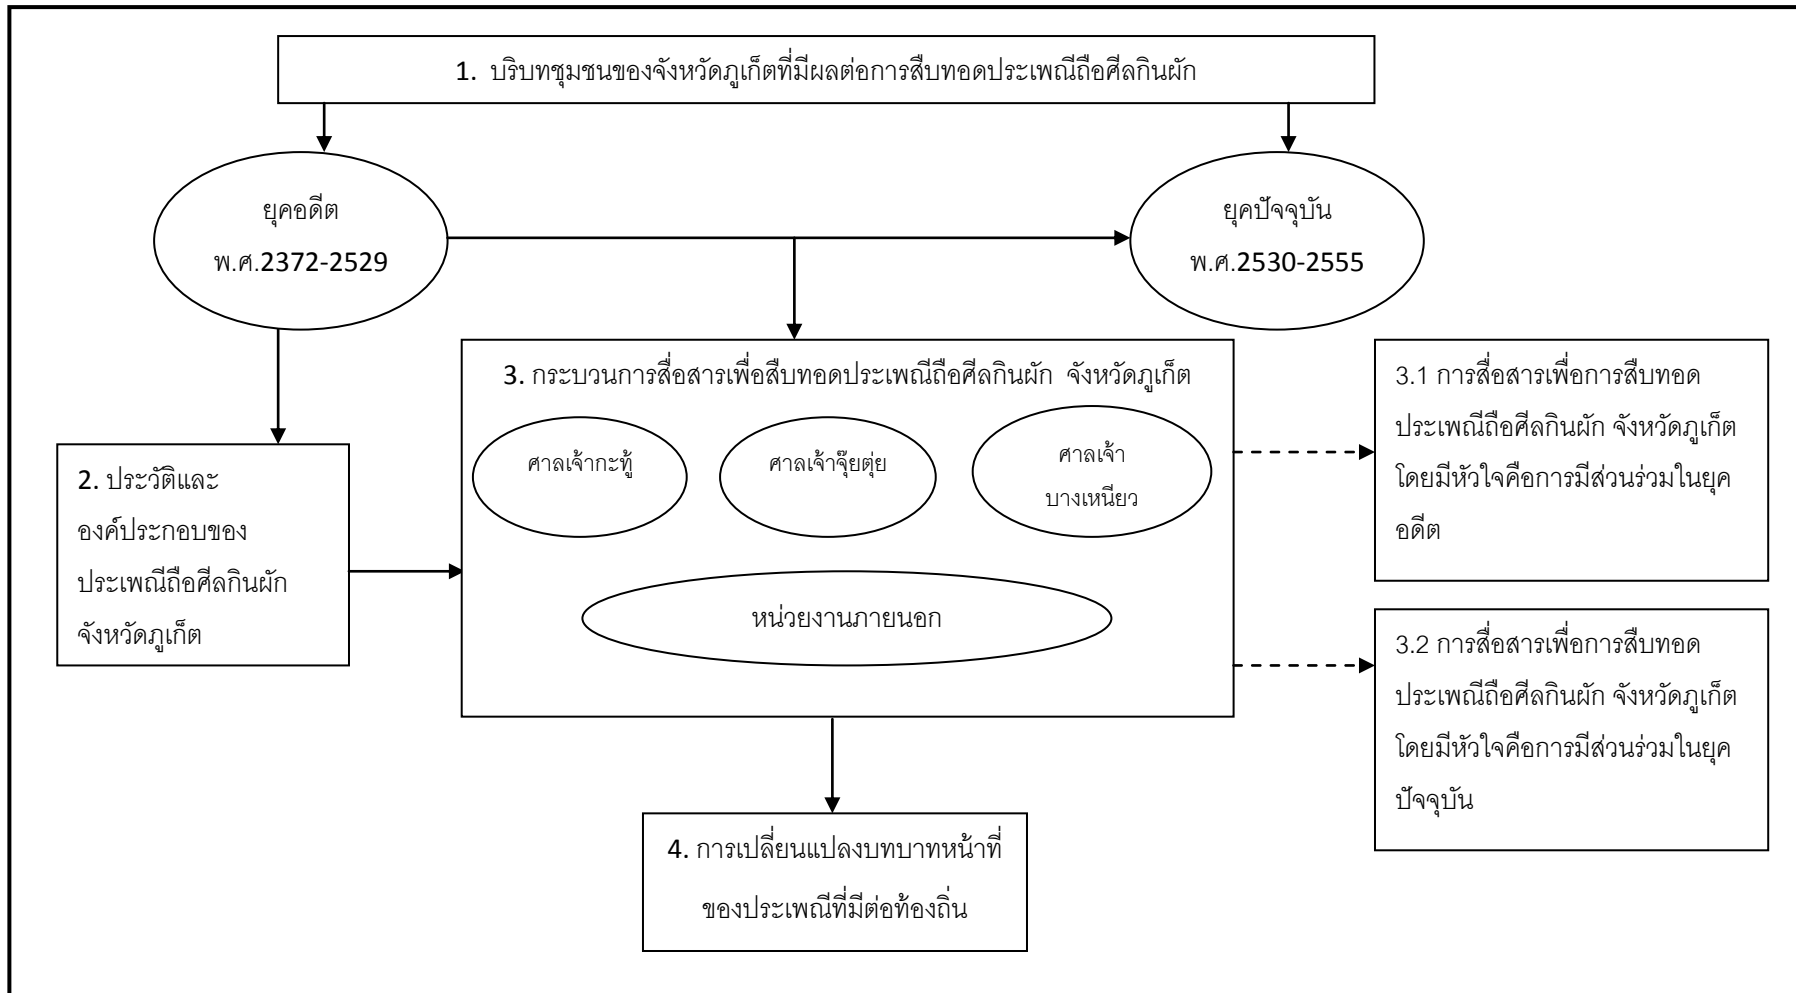 1. บริบทชุมชนของจังหวัดภูเก็ตที่มีผลต่อการสืบทอดประเพณีถือศีลกินผัก
ยุคอดีต
พ.ศ.2372-2529
ยุคปัจจุบัน
พ.ศ.2530-2555
2. ประวัติและ
องค์ประกอบของ
ประเพณีถือศีลกินผัก
จังหวัดภูเก็ต
3. กระบวนการสื่อสารเพื่อสืบทอดประเพณีถือศีลกินผัก จังหวัดภูเก็ต
ศาลเจ้ากะทู้
ศาลเจ้าจุ๊ยตุ่ย
ศาลเจ้า
บางเหนียว
หน่วยงานภายนอก
3.1 การสื่อสารเพื่อการสืบทอด
ประเพณีถือศีลกินผัก จังหวัดภูเก็ต
โดยมีหัวใจคือการมีส่วนร่วมในยุค
อดีต
3.2 การสื่อสารเพื่อการสืบทอด
ประเพณีถือศีลกินผัก จังหวัดภูเก็ต
โดยมีหัวใจคือการมีส่วนร่วมในยุค
ปัจจุบัน
4. การเปลี่ยนแปลงบทบาทหน้าที่
ของประเพณีที่มีต่อท้องถิ่น